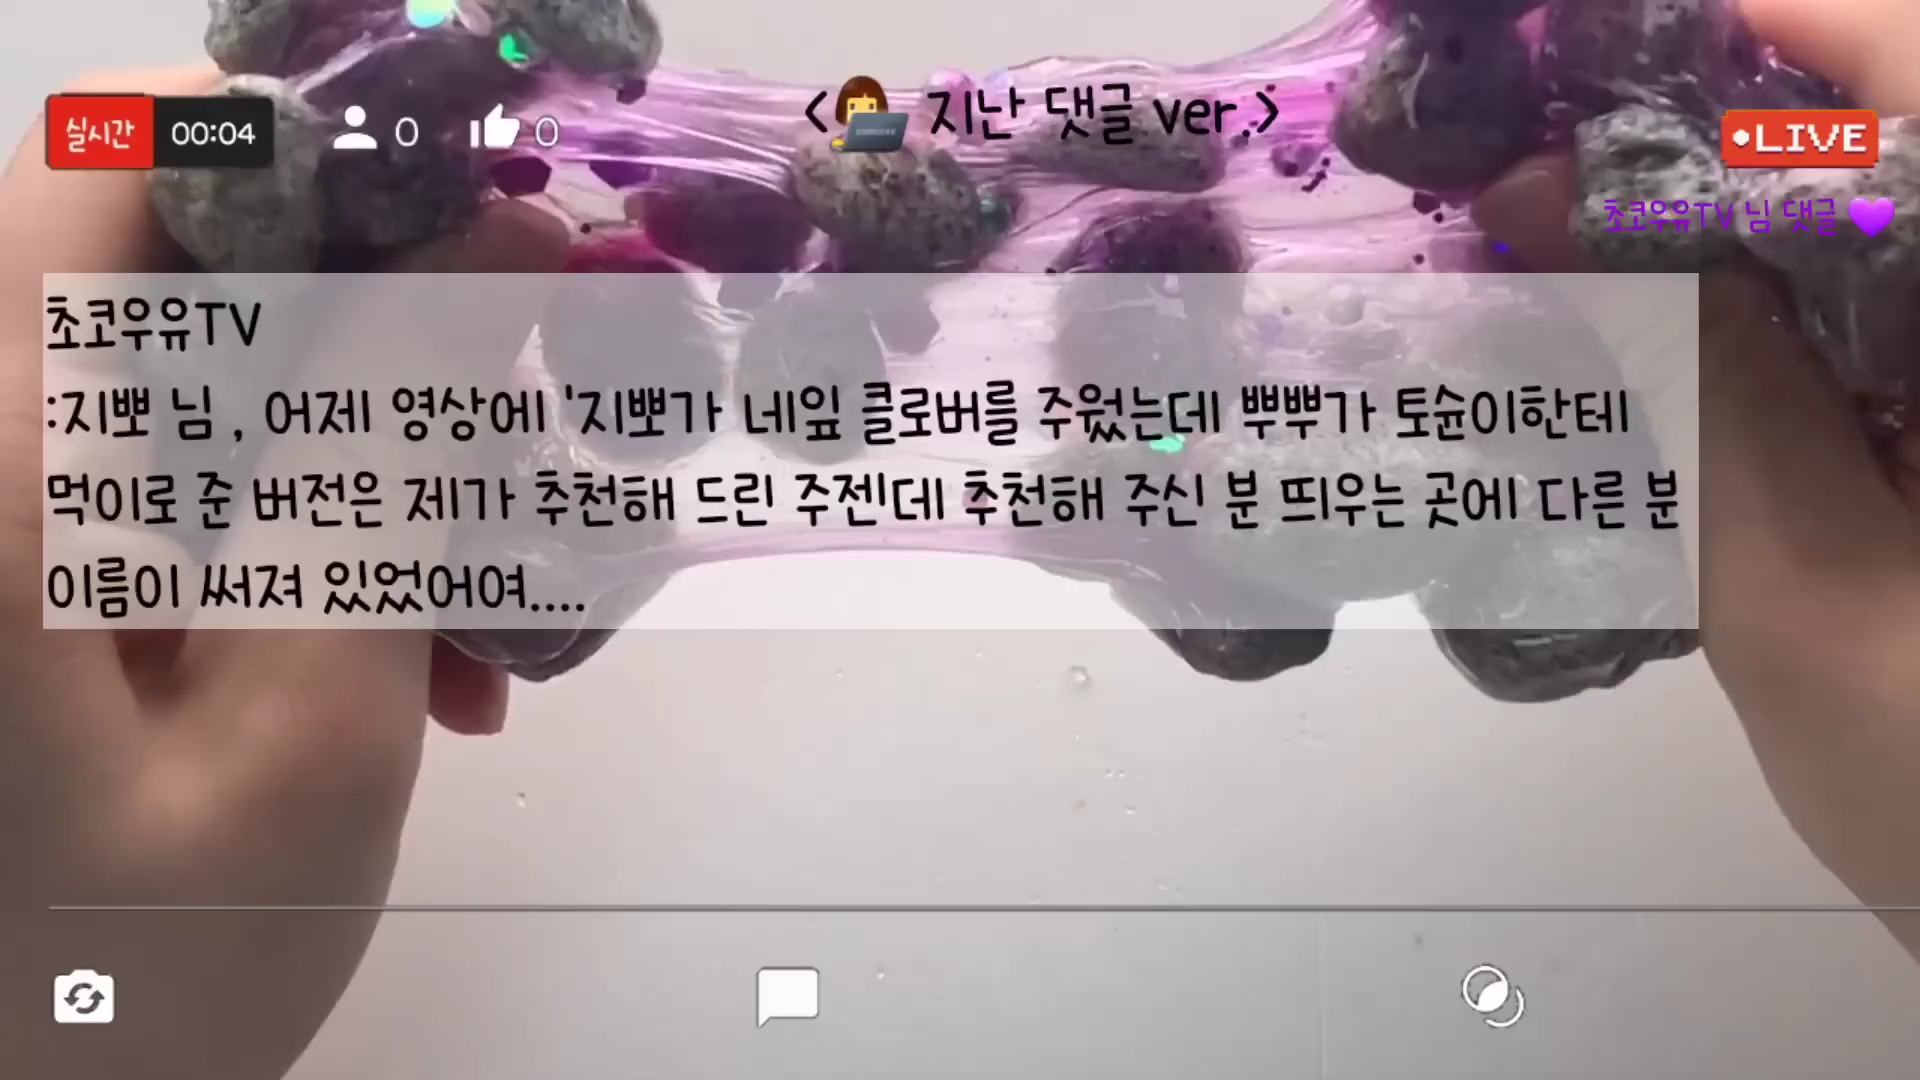 실시간 00:04 0 0
< 지난 댓글 ver.>
LIVE
초코우유TV 님 댓글
초코우유TV
:지뽀 님 , 어제 영상에 '지뽀가 네잎 클로버를 주웠는데 뿌뿌가 토슌이한테
먹이로 준 버전은 제가 추천해 드린 주젠데 추천해 주신 분 띄우는 곳에 다른 분
이름이 써져 있었어여....